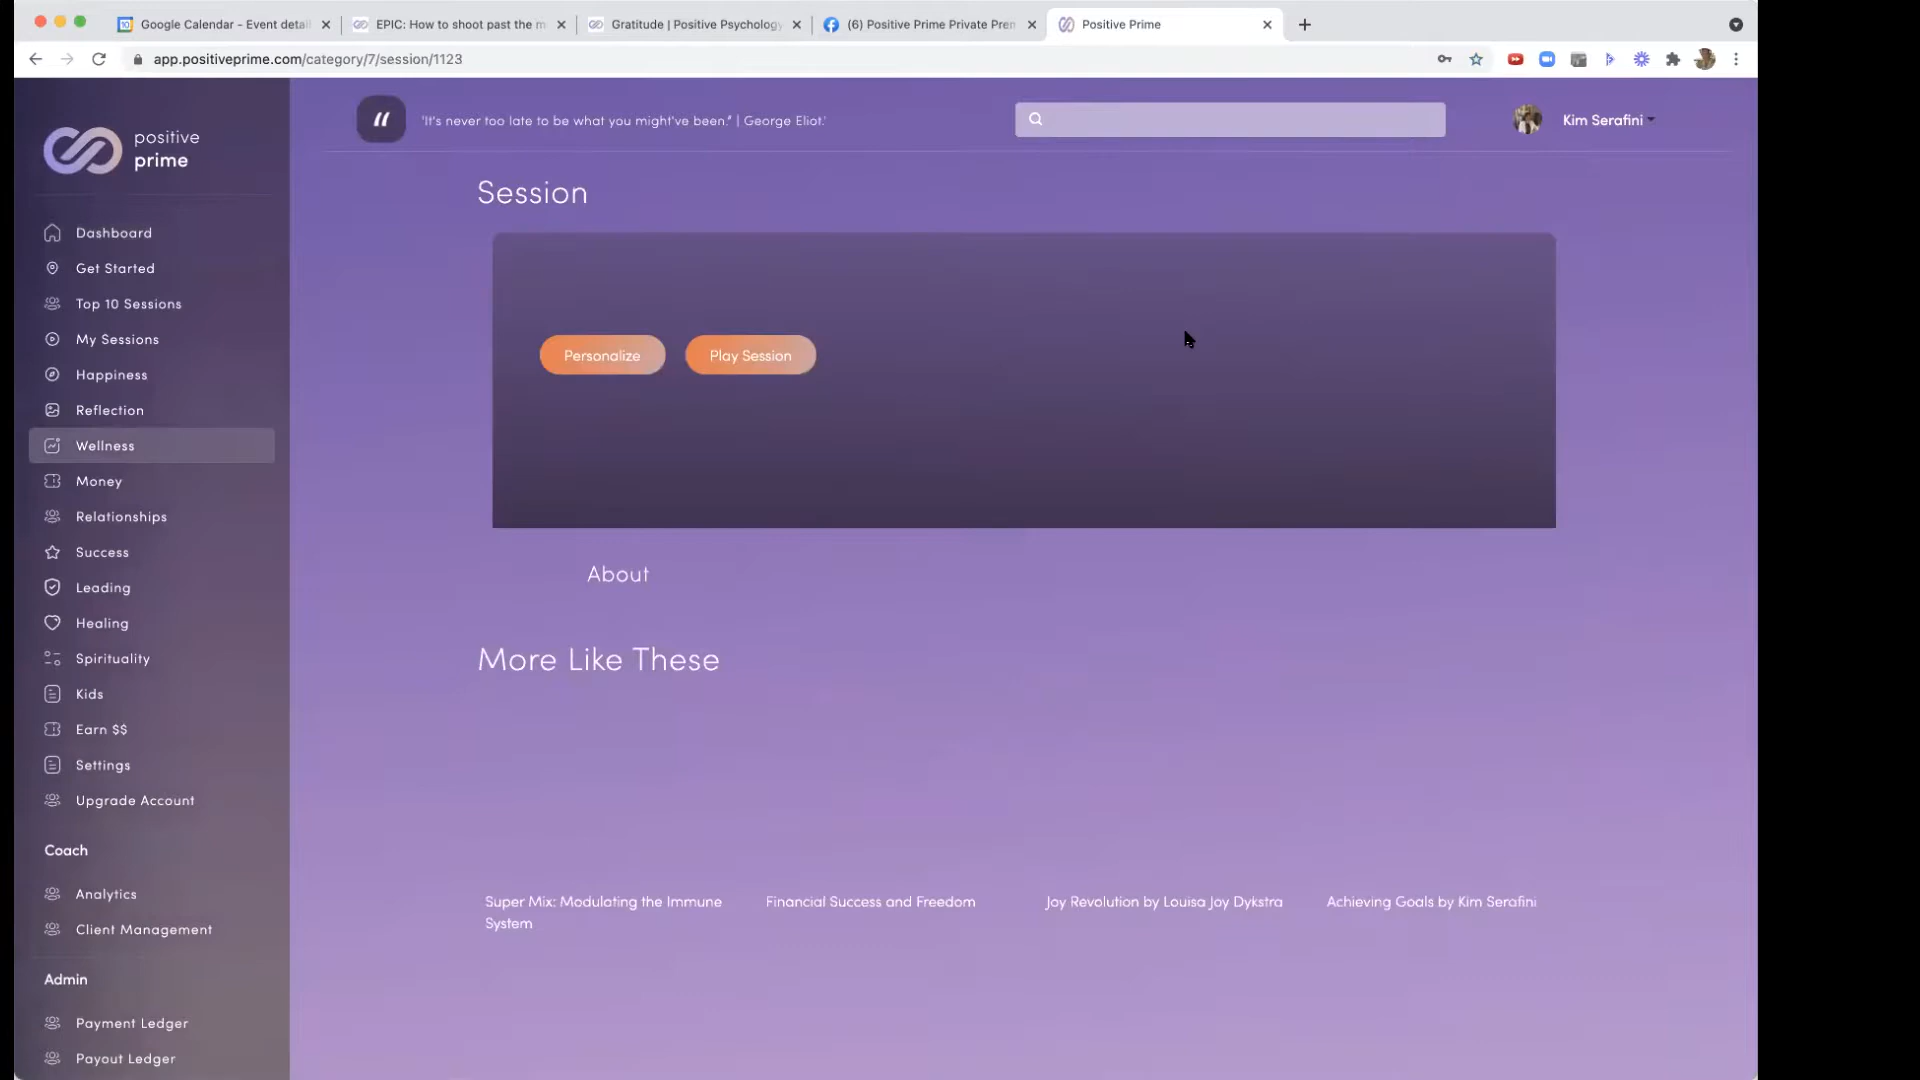 Google Calendar - Event detai
EPIC: How to shoot past the m
Gratitude | Positive Psychology
(6) Positive Prime Private Pren
Positive Prime
app.positiveprime.com/category/7/session/1123
positive
prime
'It's never too late to be what you might've been." | George Eliot.'
Kim Serafini
Dashboard
Get Started
Top 10 Sessions
My Sessions
Happiness
Reflection
Wellness
Money
Relationships
Success
Leading
Healing
Spirituality
Kids
Earn $$
Settings
Upgrade Account
Coach
Analytics
Client Management
Admin
Payment Ledger
Payout Ledger
Session
Personalize
Play Session
About
More Like These
Super Mix: Modulating the Immune
System
Financial Success and Freedom
Joy Revolution by Louisa Joy Dykstra
Achieving Goals by Kim Serafini